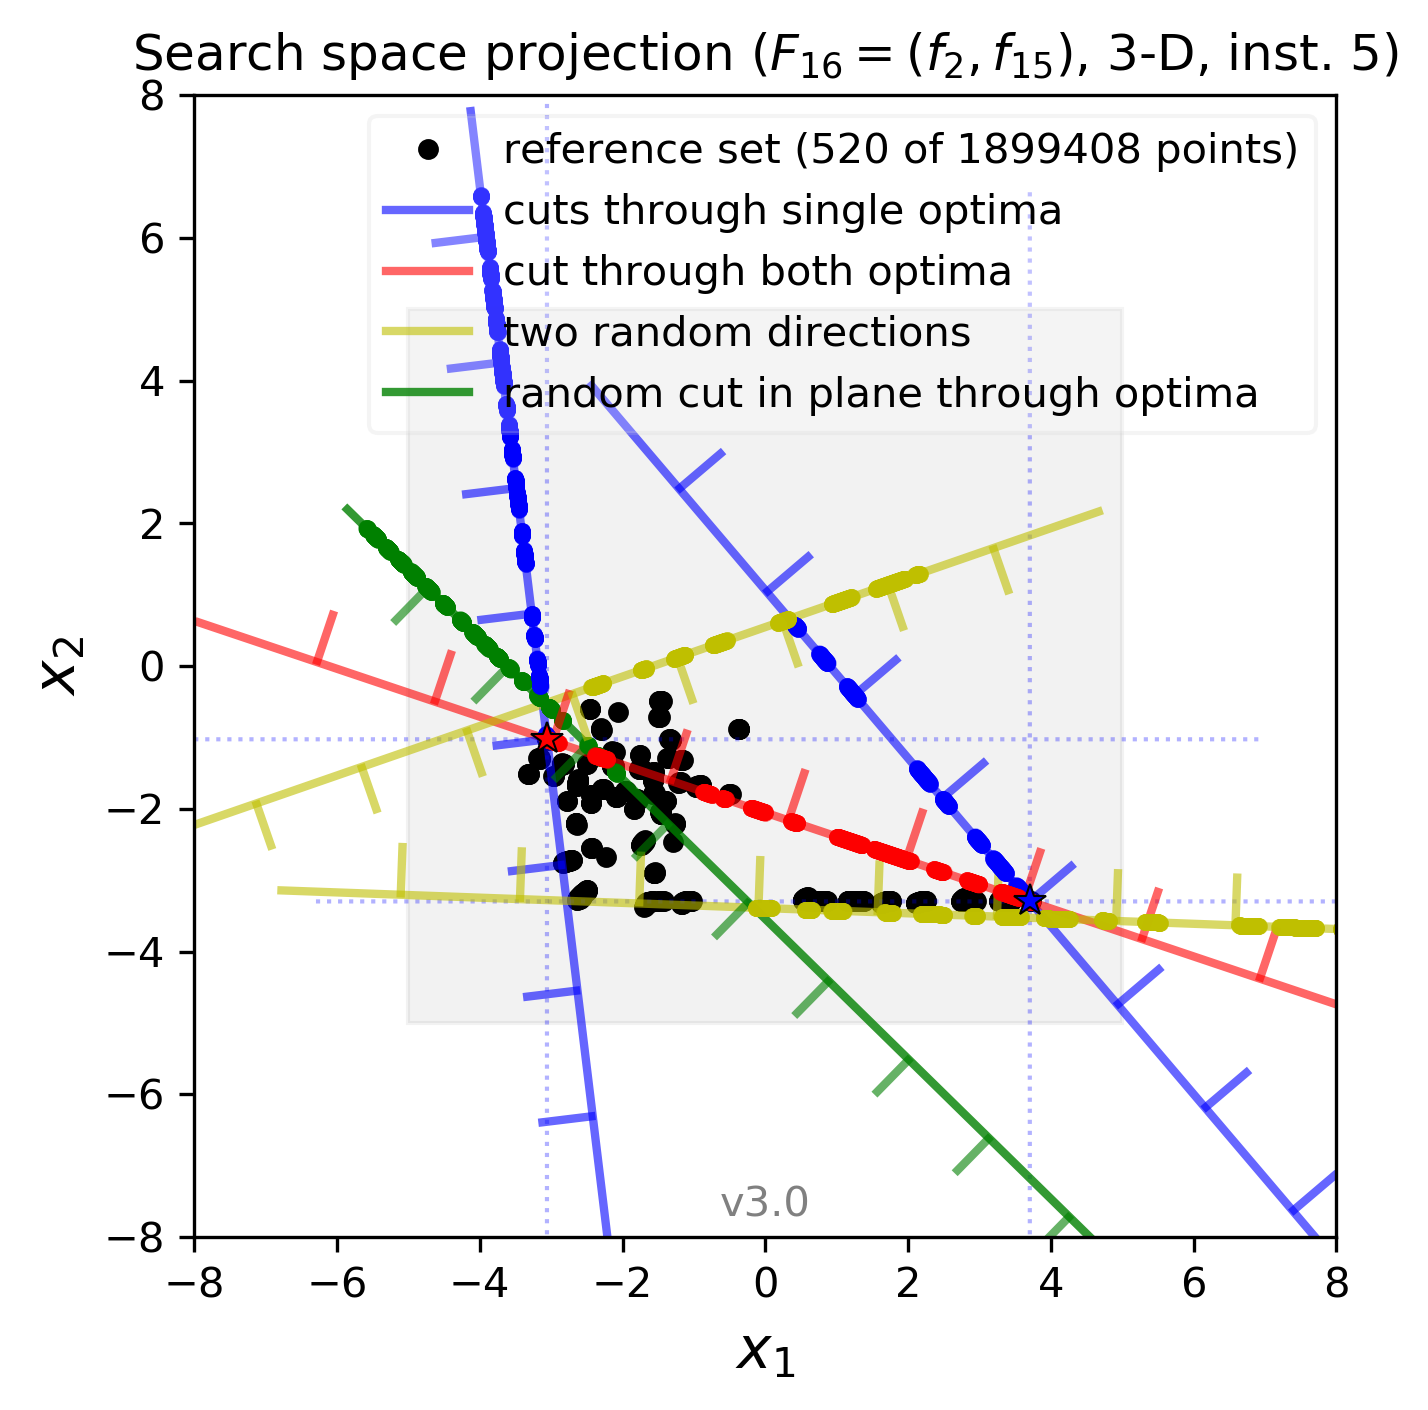 Search space projection (F16 = (f2, f15), 3-D, inst. 5)
reference set (520 of 1899408 points)
cuts through single optima
cut through both optima
two random directions
random cut in plane through optima
8
6
4
2
0
−2
−4
−6
−8
x2
v3.0
−8 −6 −4 −2 0 2 4 6 8
x1